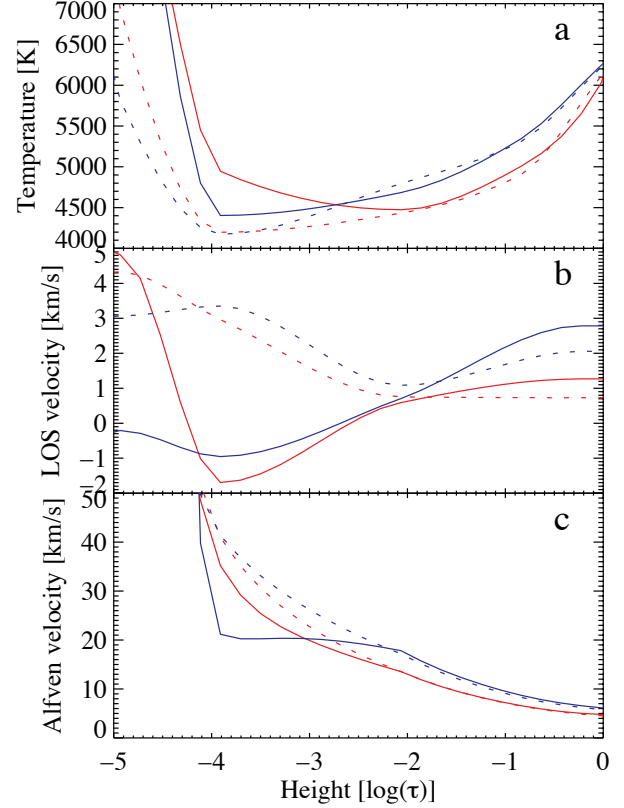 7000
6500
6000
5500
5000
4500
4000
Temperature [K]
a
5
4
3
2
1
0
−1
−2
LOS velocity [km/s]
b
50
40
30
20
10
0
Alfven velocity [km/s]
c
−5 −4 −3 −2 −1 0
Height [log(τ)]